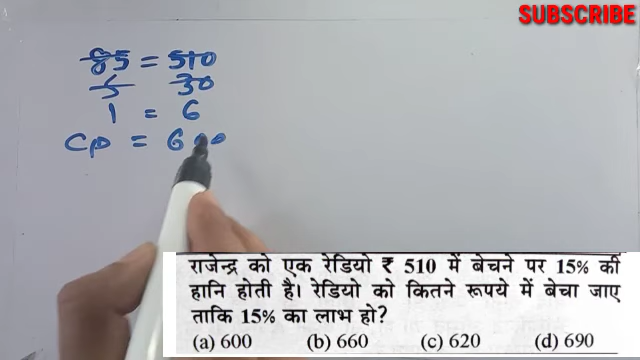 SUBSCRIBE
85 = 510
5 30
1 = 6
CP = 600
राजेन्द्र को एक रेडियो ₹ 510 में बेचने पर 15% की
हानि होती है। रेडियो को कितने रूपये में बेचा जाए
ताकि 15% का लाभ हो?
(a) 600 (b) 660 (c) 620 (d) 690